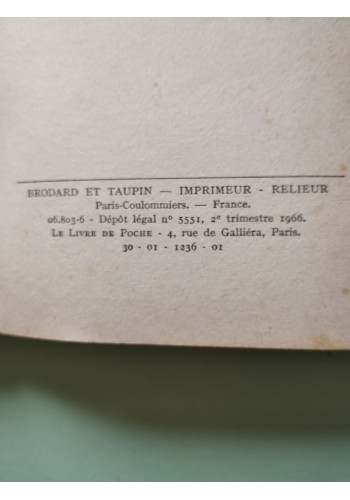 BRODARD ET TAUPIN — IMPRIMEUR - RELIEUR
Paris-Coulommiers. — France.
06.803-6 - Dépôt légal nº 5551, 2e trimestre 1966.
LE LIVRE DE POCHE - 4, rue de Galliéra, Paris.
30 - 01 - 1236 - 01